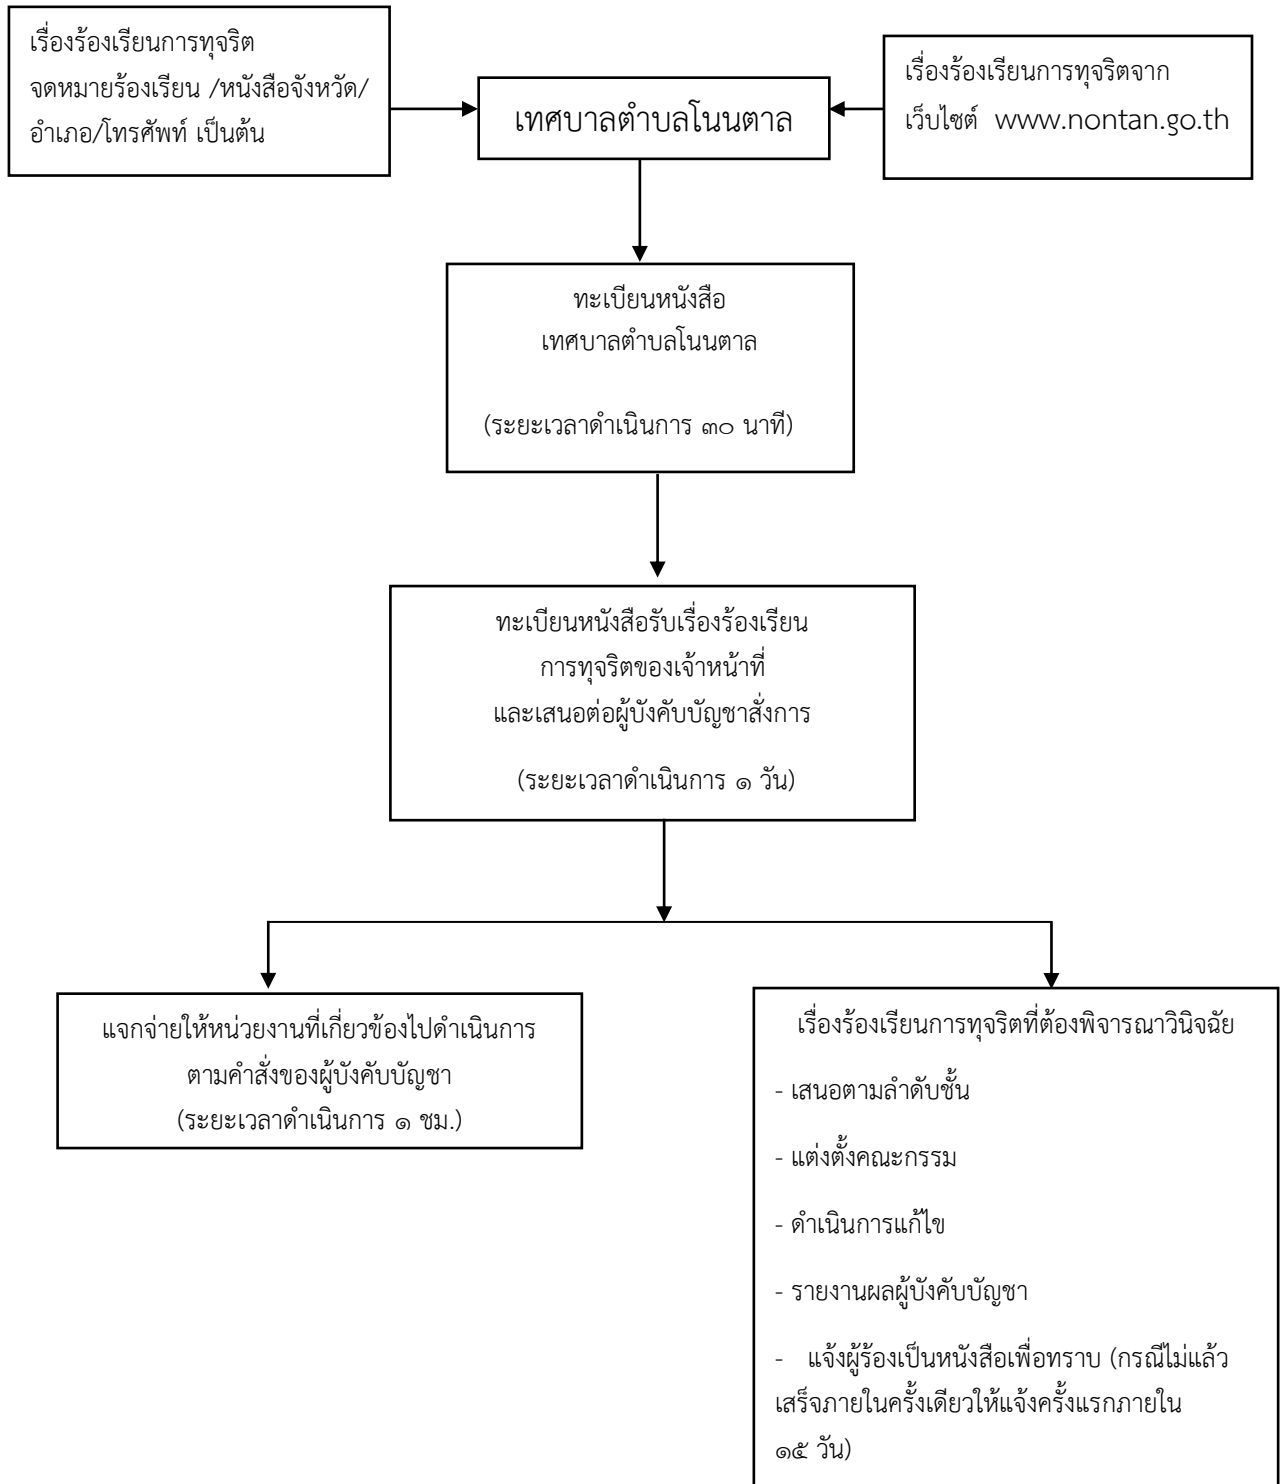 เรื่องร้องเรียนการทุจริต
จดหมายร้องเรียน /หนังสือจังหวัด/
อำเภอ/โทรศัพท์ เป็นต้น
เทศบาลตำบลโนนตาล
เรื่องร้องเรียนการทุจริตจาก
เว็บไซต์ www.nontan.go.th
ทะเบียนหนังสือ
เทศบาลตำบลโนนตาล
(ระยะเวลาดำเนินการ ๓๐ นาที)
ทะเบียนหนังสือรับเรื่องร้องเรียน
การทุจริตของเจ้าหน้าที่
และเสนอต่อผู้บังคับบัญชาสั่งการ
(ระยะเวลาดำเนินการ ๑ วัน)
แจกจ่ายให้หน่วยงานที่เกี่ยวข้องไปดำเนินการ
ตามคำสั่งของผู้บังคับบัญชา
(ระยะเวลาดำเนินการ ๑ ชม.)
เรื่องร้องเรียนการทุจริตที่ต้องพิจารณาวินิจฉัย
- เสนอตามลำดับชั้น
- แต่งตั้งคณะกรรม
- ดำเนินการแก้ไข
- รายงานผลผู้บังคับบัญชา
- แจ้งผู้ร้องเป็นหนังสือเพื่อทราบ (กรณีไม่แล้ว
เสร็จภายในครั้งเดียวให้แจ้งครั้งแรกภายใน
๑๕ วัน)